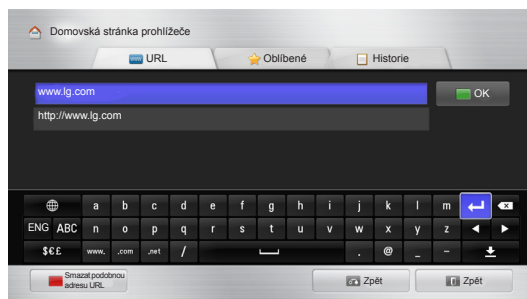 Domovská stránka prohlížeče
URL Oblíbené Historie
www.lg.com OK
http://www.lg.com
a b c d e f g h i j k l m
ENG ABC n o p q r s t u v w x y z
$€£ www, .com ,net / . @ _ -
Smazat podobnou
adresu URL
Zpět Zpět